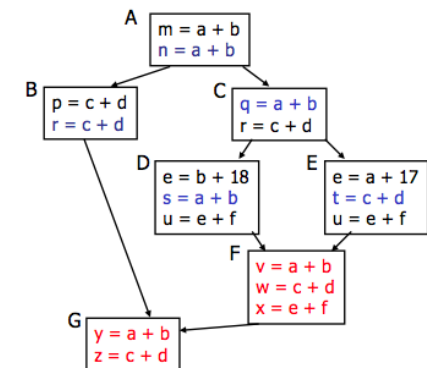 A
m = a + b
n = a + b
B
p = c + d
r = c + d
C
q = a + b
r = c + d
D
e = b + 18
s = a + b
u = e + f
E
e = a + 17
t = c + d
u = e + f
F
v = a + b
w = c + d
x = e + f
G
y = a + b
z = c + d